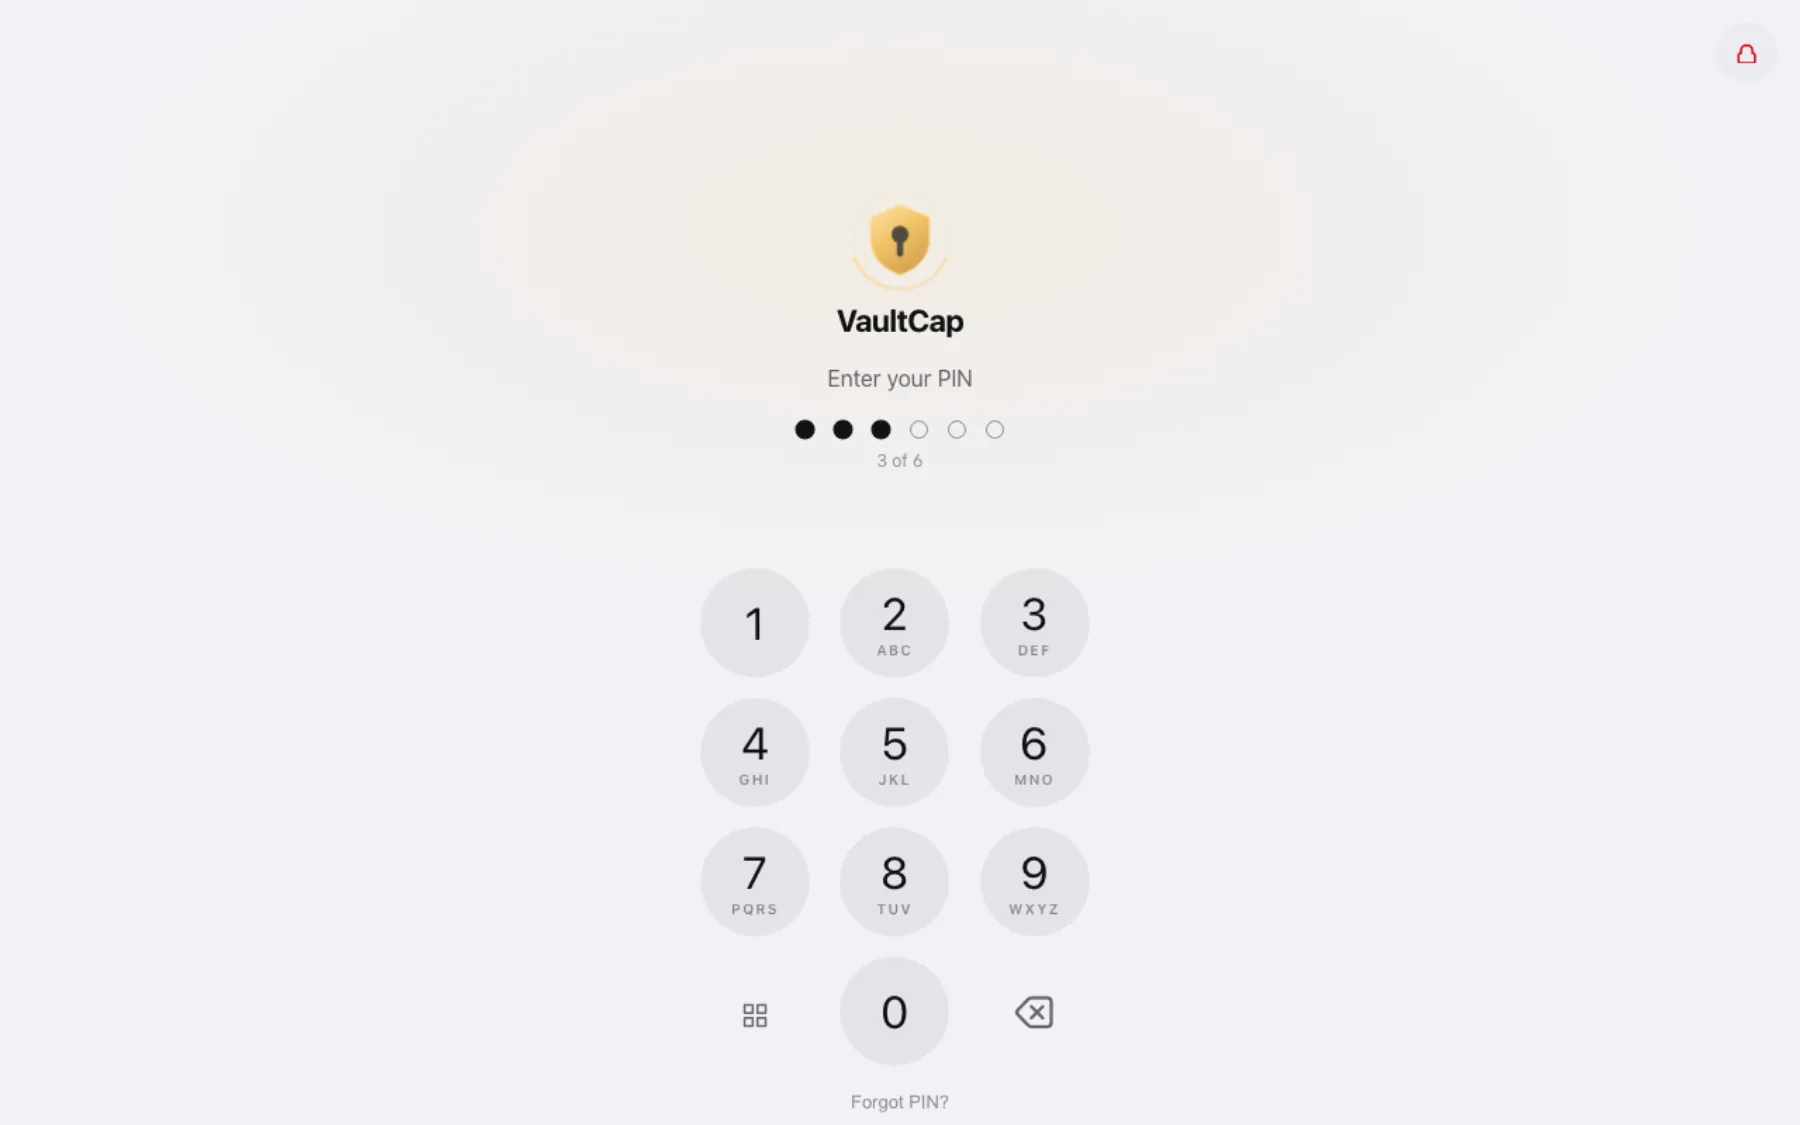 VaultCap
Enter your PIN
3 of 6
1 2 3
ABC DEF
4 5 6
GHI JKL MNO
7 8 9
PQRS TUV WXYZ
0
Forgot PIN?